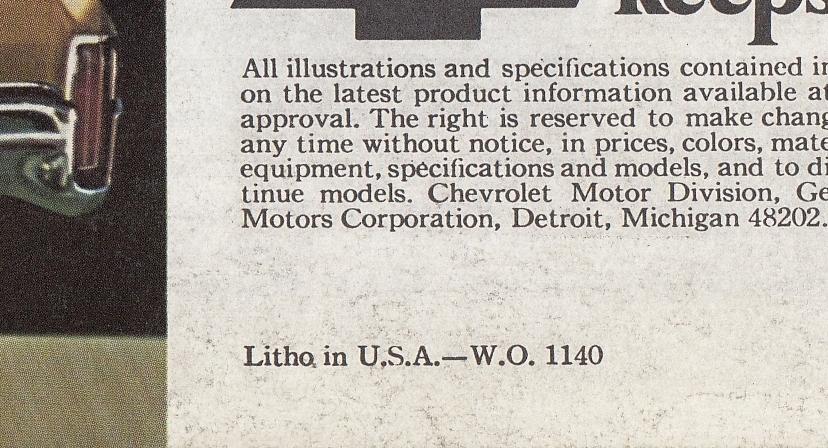 keeps
All illustrations and specifications contained in
on the latest product information available at
approval. The right is reserved to make chang
any time without notice, in prices, colors, mate
equipment, specifications and models, and to di
tinue models. Chevrolet Motor Division, Ge
Motors Corporation, Detroit, Michigan 48202.
Litho in U.S.A.—W.O. 1140